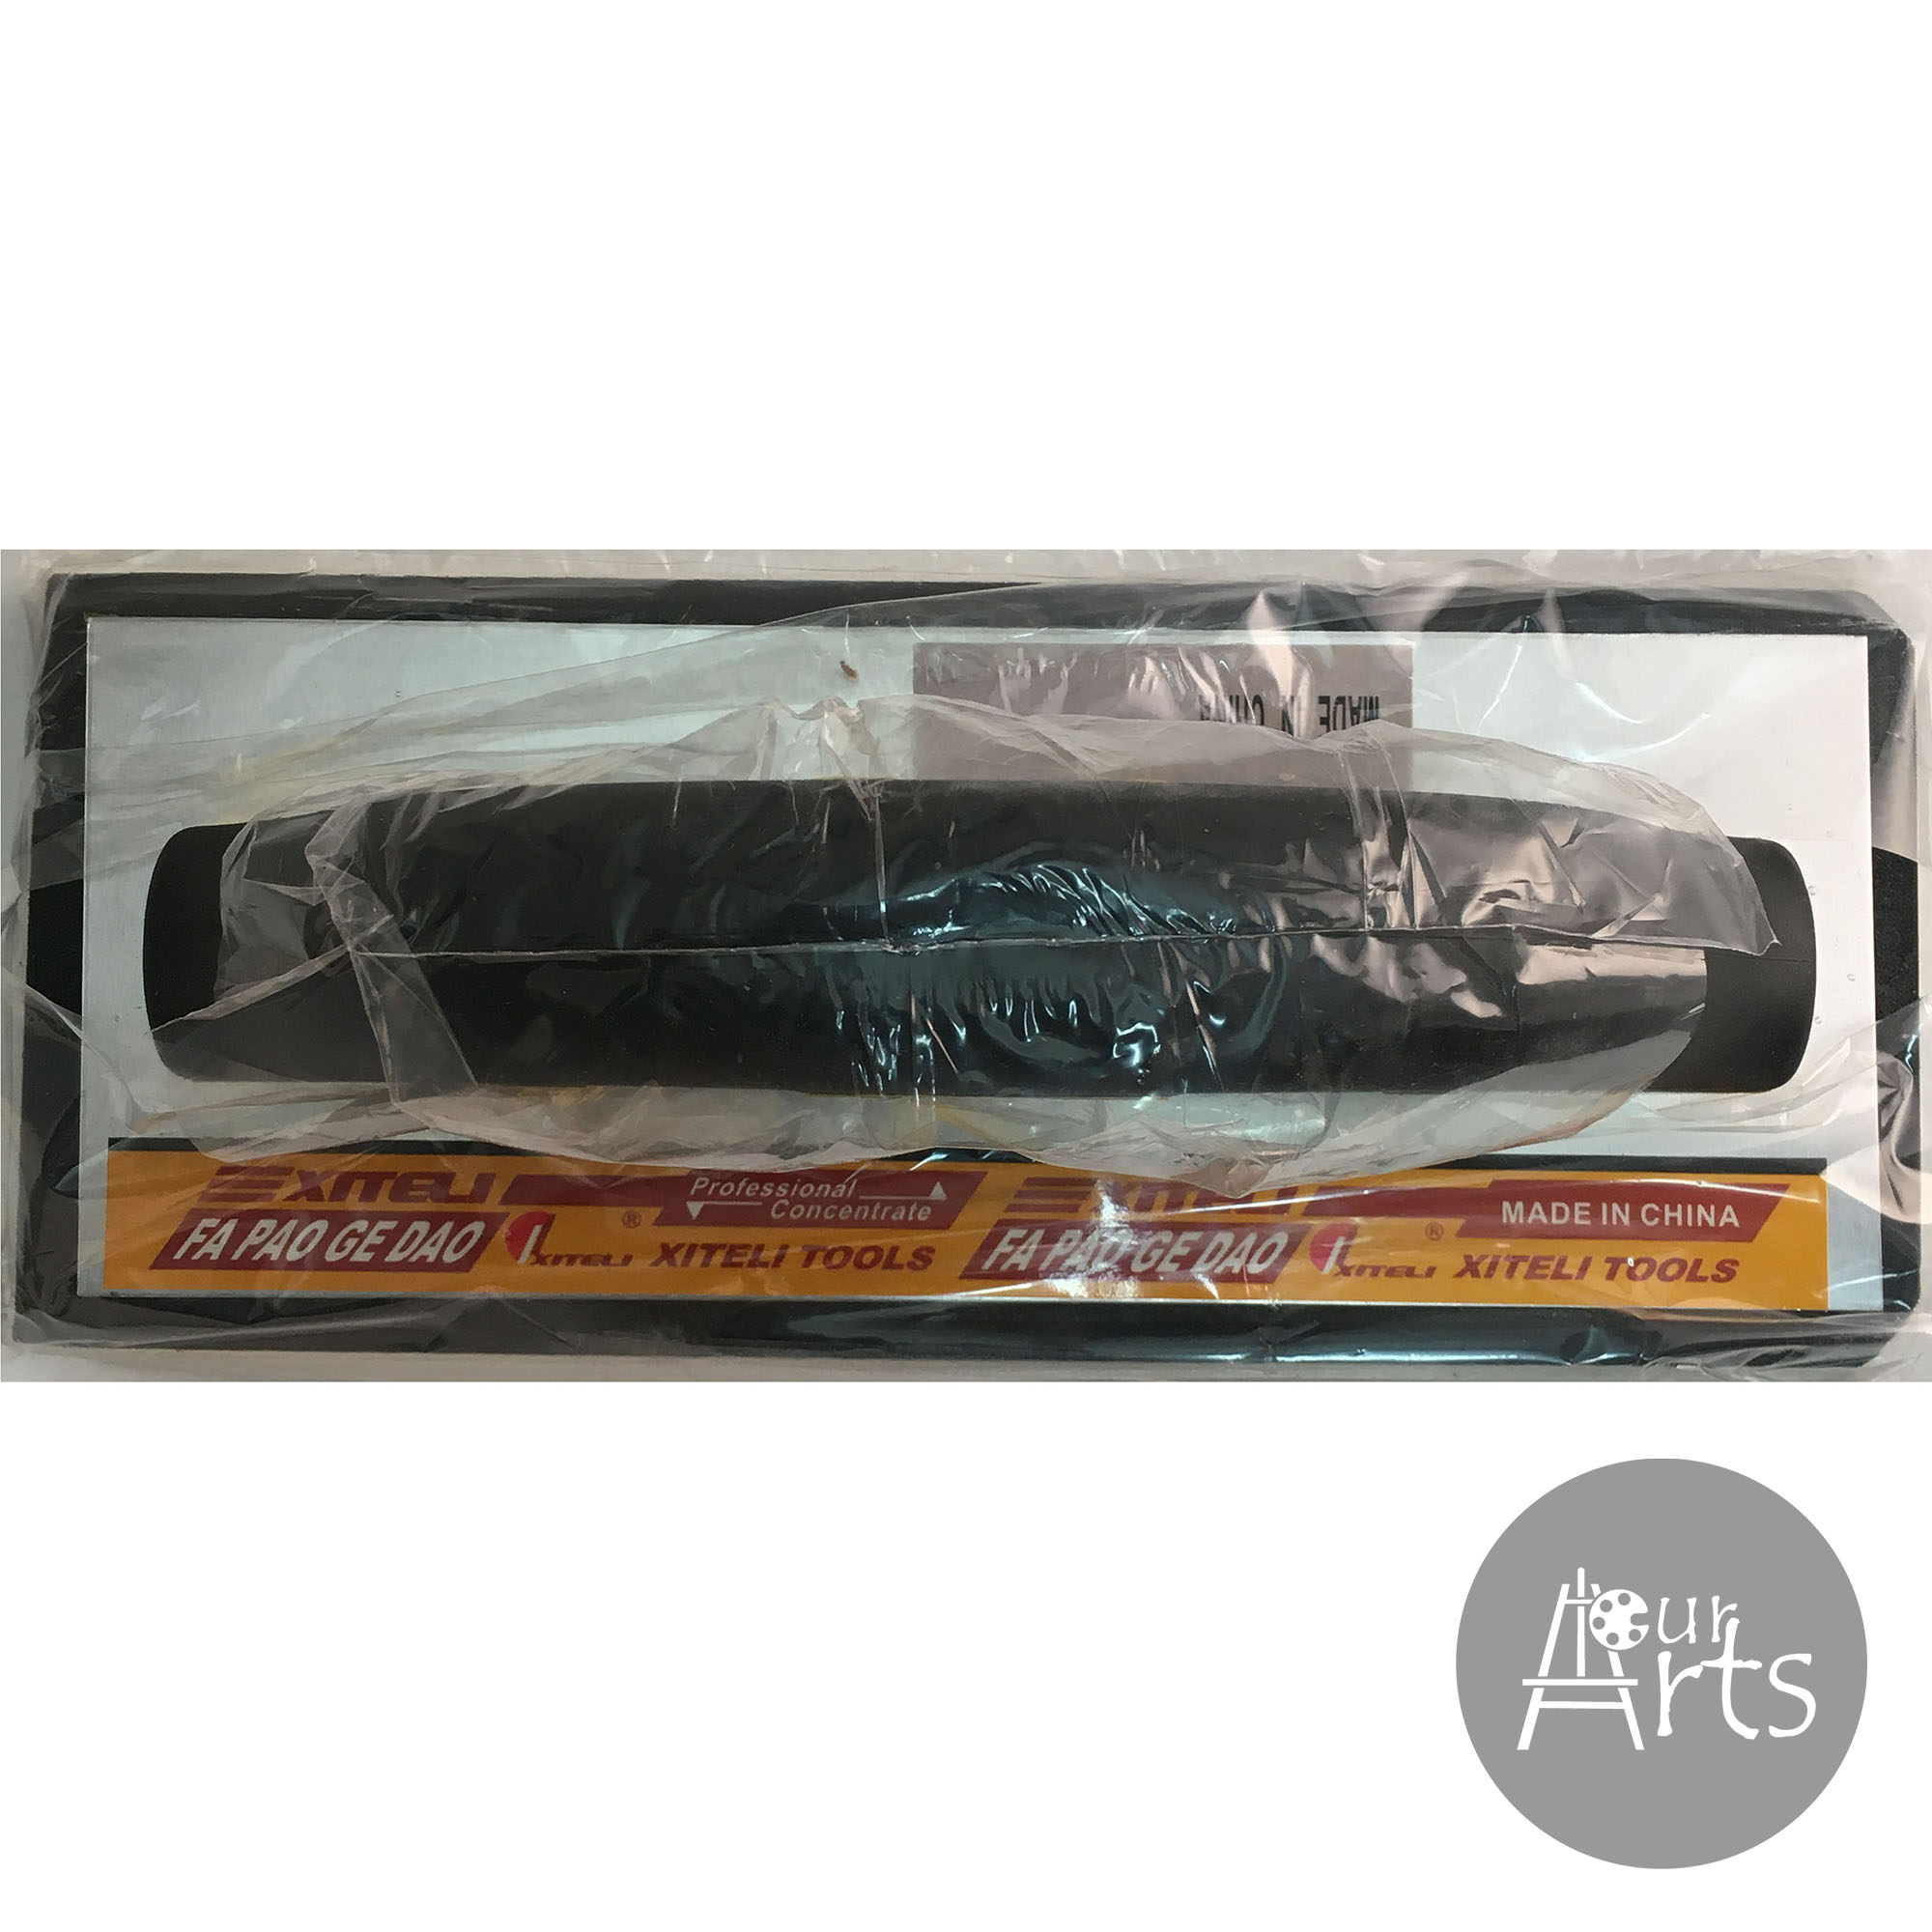 MADE IN CHINA
XITELI Professional Concentrate XITELI MADE IN CHINA
FA PAO GE DAO XITELI ® XITELI TOOLS FA PAO GE DAO XITELI ® XITELI TOOLS
Our
Arts